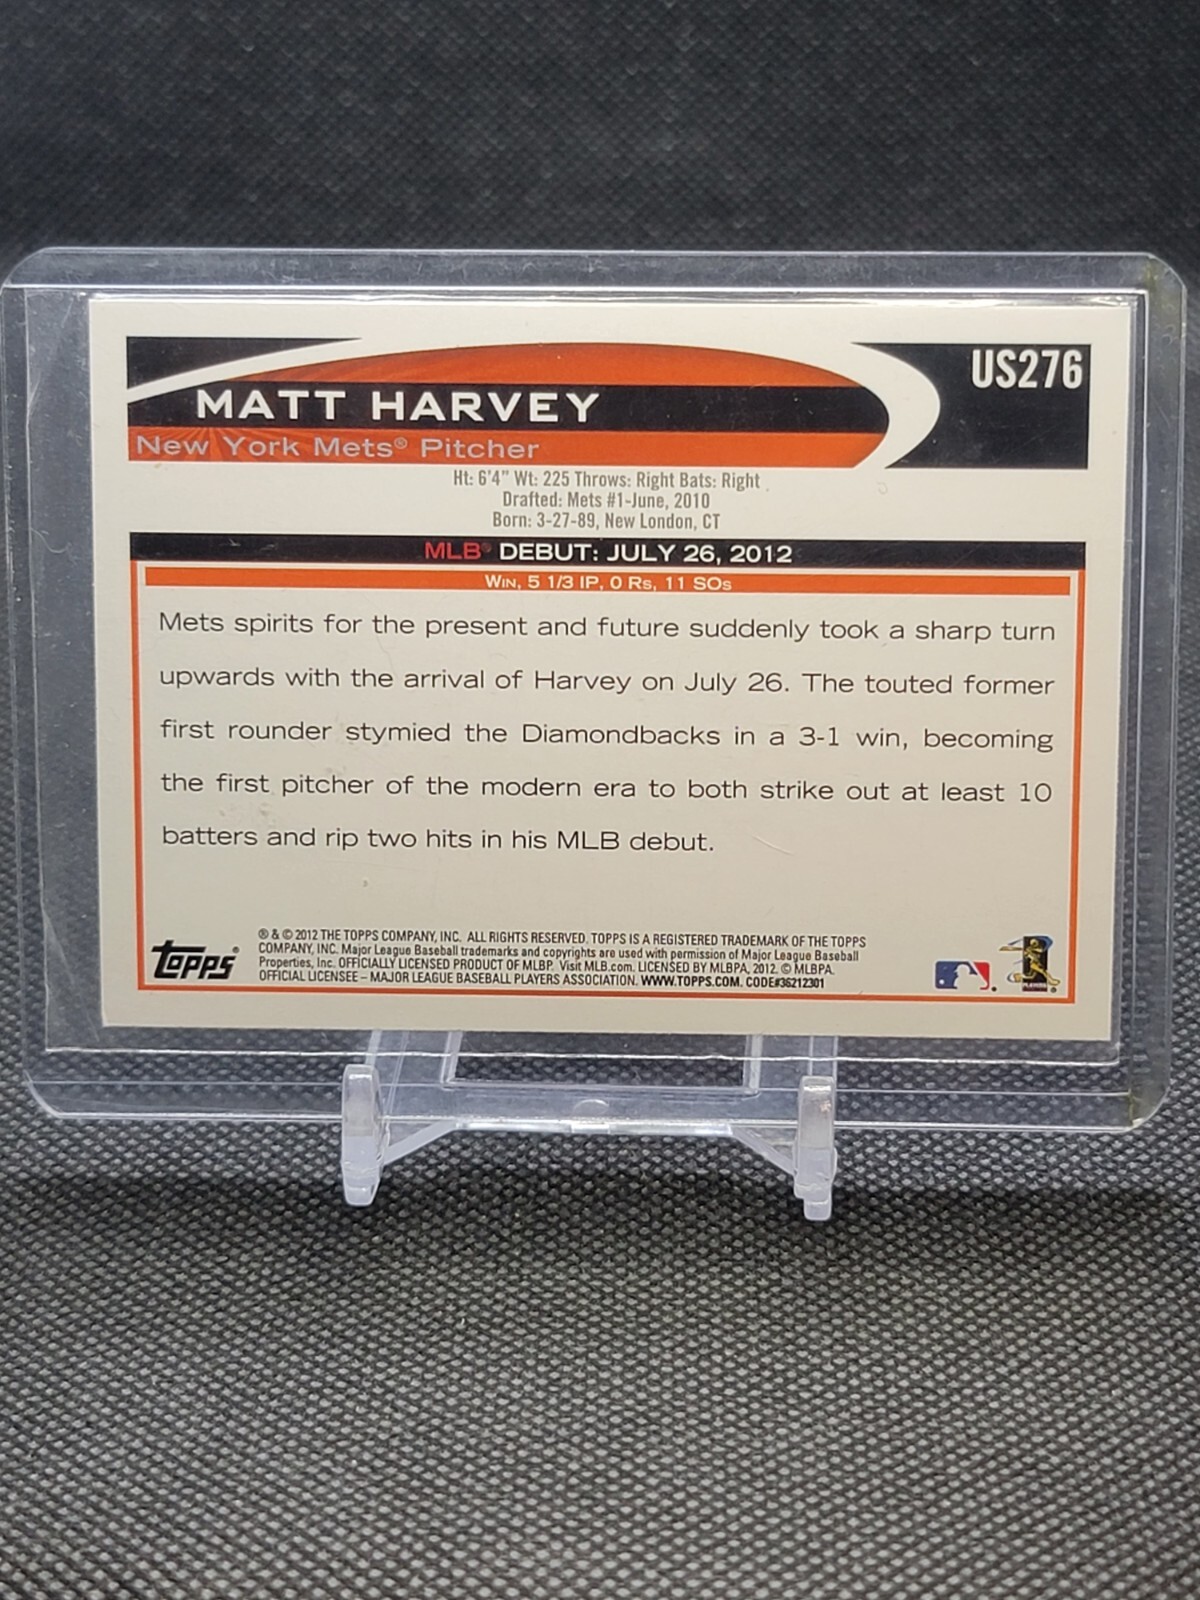 US276
MATT HARVEY
New York Mets® Pitcher
Ht: 6'4" Wt: 225 Throws: Right Bats: Right
Drafted: Mets #1-June, 2010
Born: 3-27-89, New London, CT
MLB® DEBUT: JULY 26, 2012
WIN, 5 1/3 IP, 0 RS, 11 SOS
Mets spirits for the present and future suddenly took a sharp turn
upwards with the arrival of Harvey on July 26. The touted former
first rounder stymied the Diamondbacks in a 3-1 win, becoming
the first pitcher of the modern era to both strike out at least 10
batters and rip two hits in his MLB debut.
Topps®
® & © 2012 THE TOPPS COMPANY, INC. ALL RIGHTS RESERVED. TOPPS IS A REGISTERED TRADEMARK OF THE TOPPS
COMPANY, INC. Major League Baseball trademarks and copyrights are used with permission of Major League Baseball
Properties, Inc. OFFICIALLY LICENSED PRODUCT OF MLBP. Visit MLB.com. LICENSED BY MLBPA, 2012. © MLBPA.
OFFICIAL LICENSEE – MAJOR LEAGUE BASEBALL PLAYERS ASSOCIATION. WWW.TOPPS.COM. CODE#36212301
PLAYERS